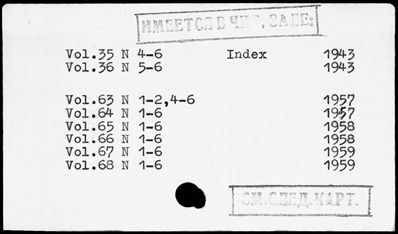 ИМЕЕТСЯ В ЧИТ. ЗАЛЕ:
Vol.35 N 4-6 Index 1943
Vol.36 N 5-6 1943
Vol.63 N 1-2,4-6 1957
Vol.64 N 1-6 1957
Vol.65 N 1-6 1958
Vol.66 N 1-6 1958
Vol.67 N 1-6 1959
Vol.68 N 1-6 1959
СМ.СЛЕД.КАРТ.